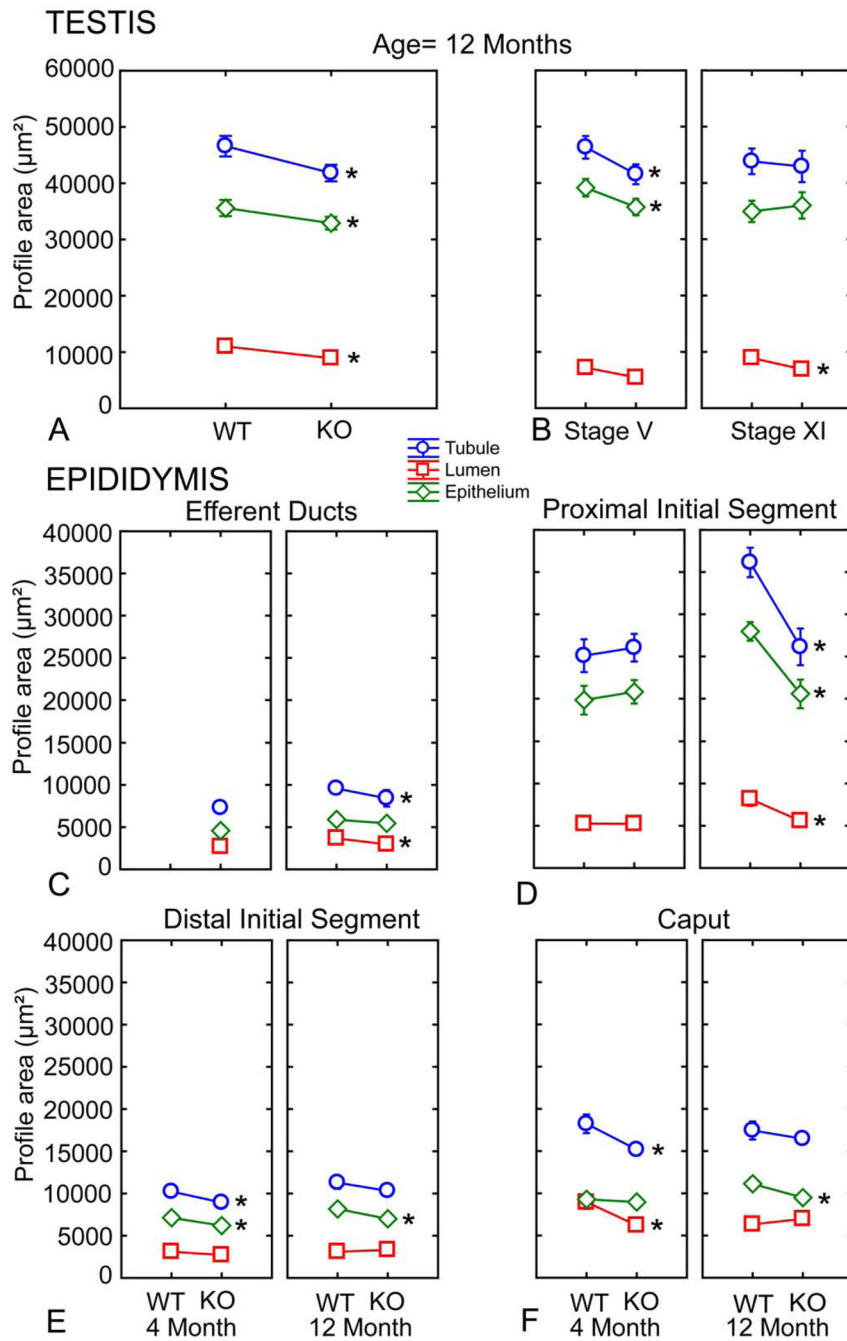 TESTIS
Age= 12 Months
Profile area (µm²)
60000
50000
40000
30000
20000
10000
0
*
*
*
*
*
*
A
WT
KO
B
Stage V
Stage XI
Tubule
Lumen
Epithelium
EPIDIDYMIS
Efferent Ducts
Proximal Initial Segment
Profile area (µm²)
40000
35000
30000
25000
20000
15000
10000
5000
0
*
*
*
*
*
C
D
Distal Initial Segment
Caput
Profile area (µm²)
40000
35000
30000
25000
20000
15000
10000
5000
0
*
*
*
*
*
*
E
WT KO
4 Month
WT KO
12 Month
F
WT KO
4 Month
WT KO
12 Month